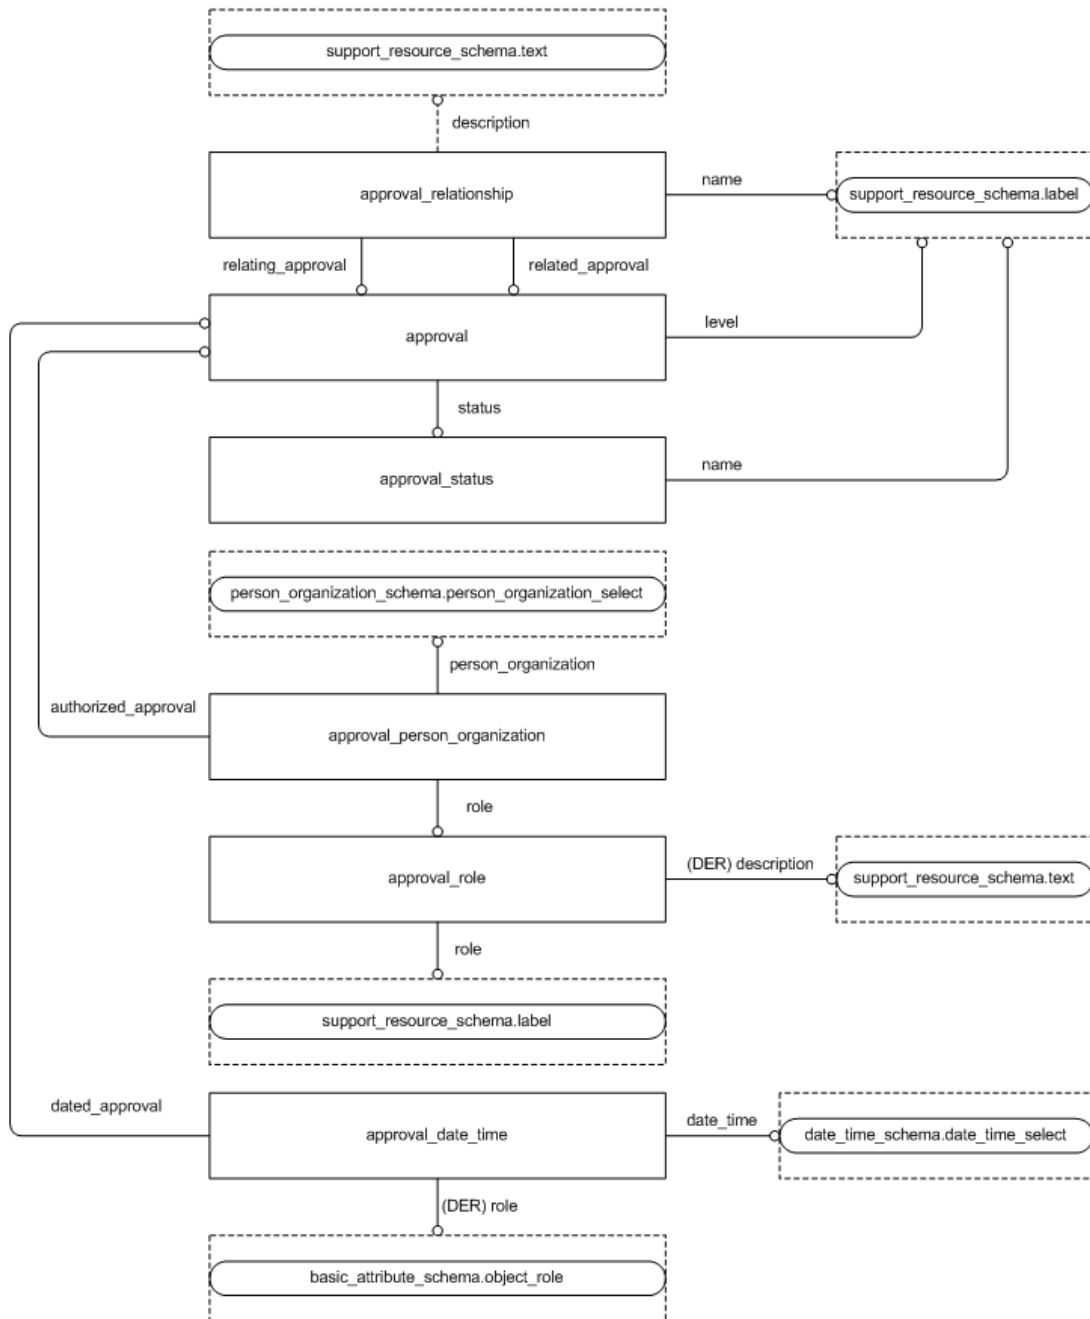 support_resource_schema.text
description
approval_relationship
name
support_resource_schema.label
relating_approval
related_approval
approval
level
status
approval_status
name
person_organization_schema.person_organization_select
person_organization
authorized_approval
approval_person_organization
role
approval_role
(DER) description
support_resource_schema.text
role
support_resource_schema.label
dated_approval
approval_date_time
date_time
date_time_schema.date_time_select
(DER) role
basic_attribute_schema.object_role